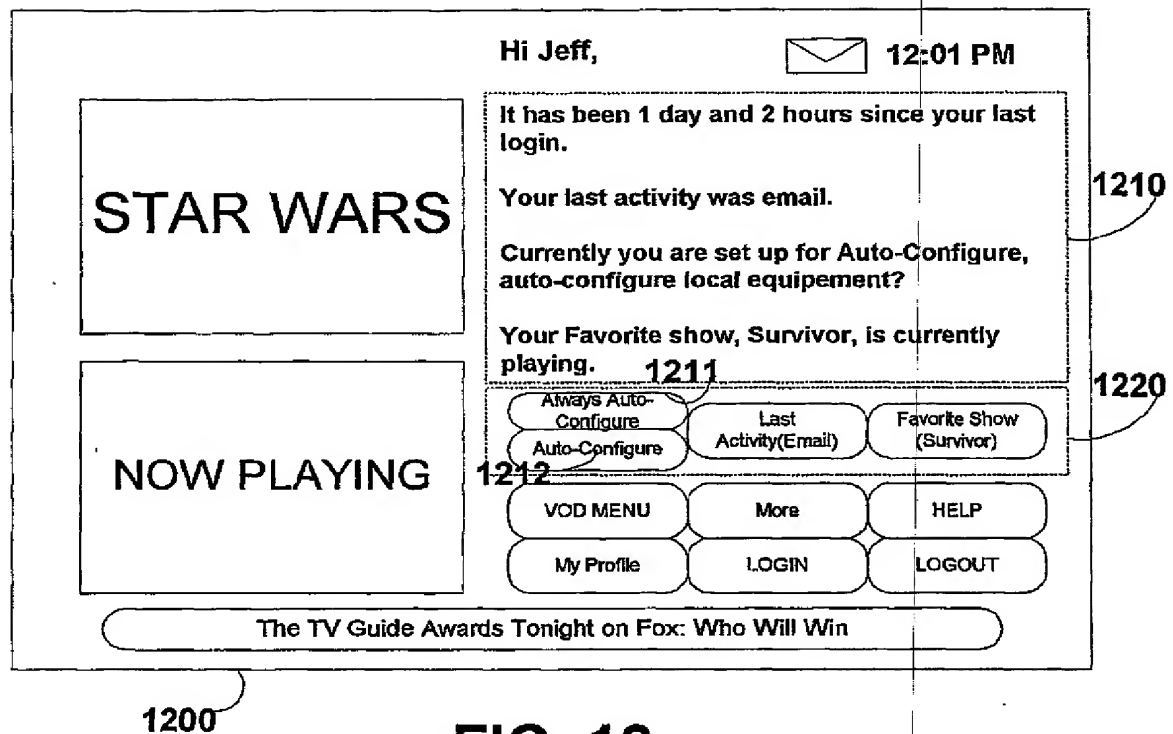 Hi Jeff,
12:01 PM
STAR WARS
It has been 1 day and 2 hours since your last
login.
Your last activity was email.
Currently you are set up for Auto-Configure,
auto-configure local equipement?
Your Favorite show, Survivor, is currently
playing.
1210
1211
1220
Always Auto-
Configure
Auto-Configure
1212
Last
Activity(Email)
Favorite Show
(Survivor)
NOW PLAYING
VOD MENU
More
HELP
My Profile
LOGIN
LOGOUT
The TV Guide Awards Tonight on Fox: Who Will Win
1200